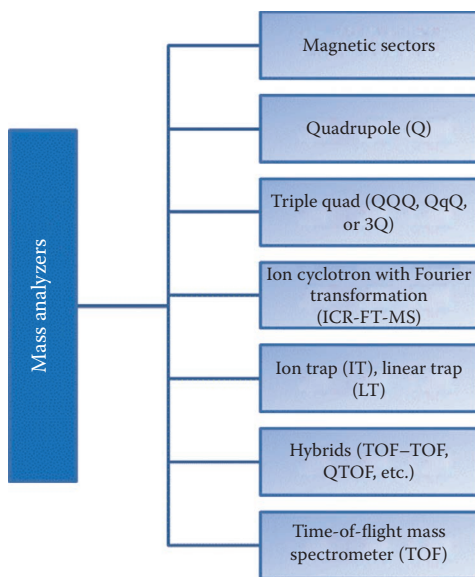 Mass analyzers
Magnetic sectors
Quadrupole (Q)
Triple quad (QQQ, QqQ,
or 3Q)
Ion cyclotron with Fourier
transformation
(ICR-FT-MS)
Ion trap (IT), linear trap
(LT)
Hybrids (TOF–TOF,
QTOF, etc.)
Time-of-flight mass
spectrometer (TOF)